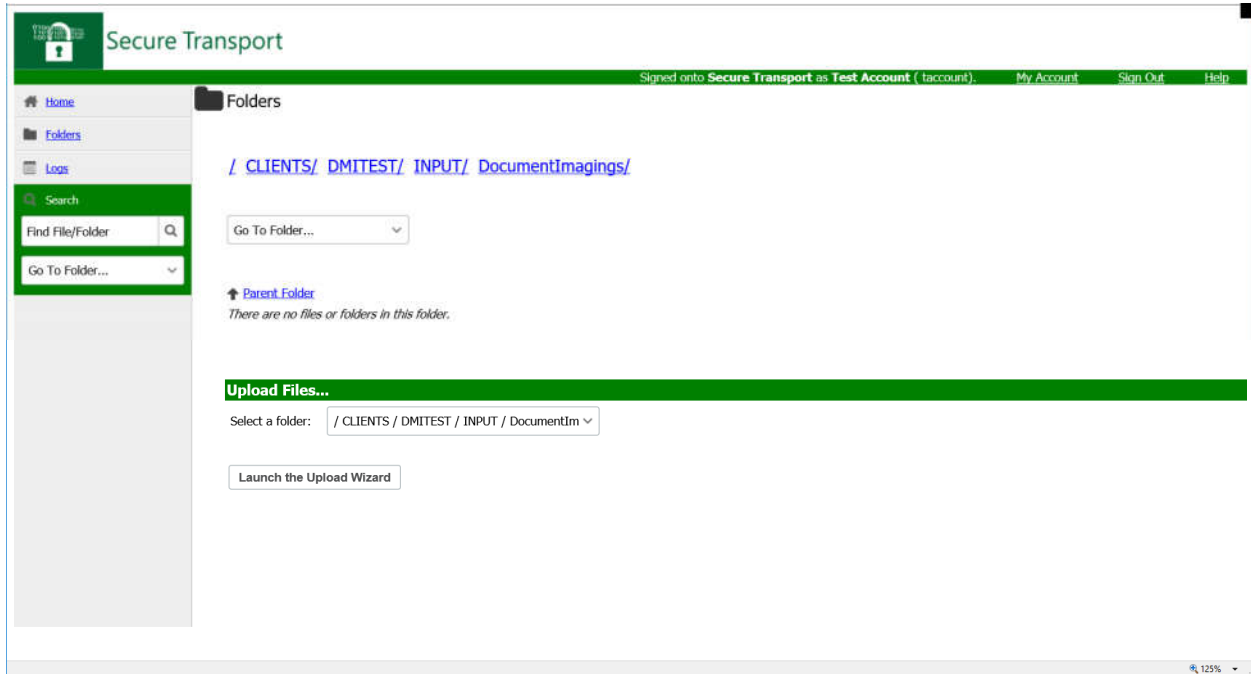 Secure Transport
Signed onto Secure Transport as Test Account ( taccount). My Account Sign Out Help
Home
Folders
Logs
Search
Find File/Folder
Go To Folder...
Folders
/ CLIENTS/ DMITEST/ INPUT/ DocumentImagings/
Go To Folder...
Parent Folder
There are no files or folders in this folder.
Upload Files...
Select a folder: / CLIENTS / DMITEST / INPUT / DocumentIm
Launch the Upload Wizard
125%